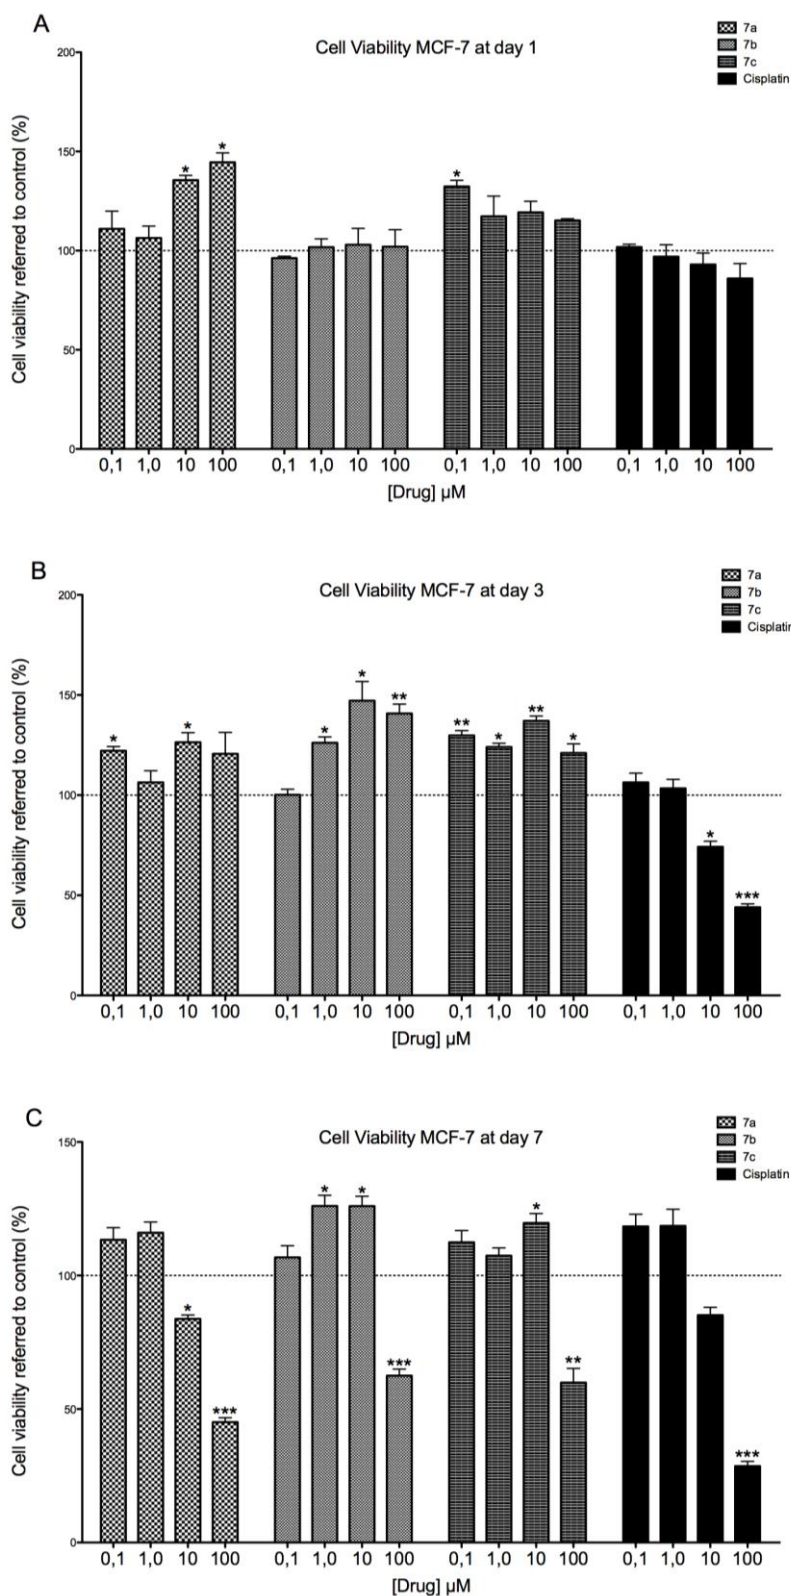 A
Cell Viability MCF-7 at day 1
7a
7b
7c
Cisplatin
Cell viability referred to control (%)
200
150
100
50
0
* * *
0,1 1,0 10 100 0,1 1,0 10 100 0,1 1,0 10 100 0,1 1,0 10 100
[Drug] µM
B
Cell Viability MCF-7 at day 3
7a
7b
7c
Cisplatin
Cell viability referred to control (%)
200
150
100
50
0
* * * * ** ** * ** * * ***
0,1 1,0 10 100 0,1 1,0 10 100 0,1 1,0 10 100 0,1 1,0 10 100
[Drug] µM
C
Cell Viability MCF-7 at day 7
7a
7b
7c
Cisplatin
Cell viability referred to control (%)
150
100
50
0
* *** * * *** * ** ***
0,1 1,0 10 100 0,1 1,0 10 100 0,1 1,0 10 100 0,1 1,0 10 100
[Drug] µM